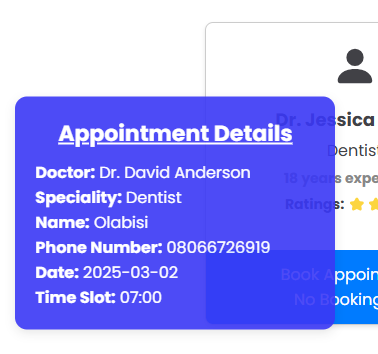 Appointment Details
Doctor: Dr. David Anderson
Speciality: Dentist
Name: Olabisi
Phone Number: 08066726919
Date: 2025-03-02
Time Slot: 07:00
Dr. Jessica
Dentist
18 years expe
Ratings:
Book Appoin
No Booking